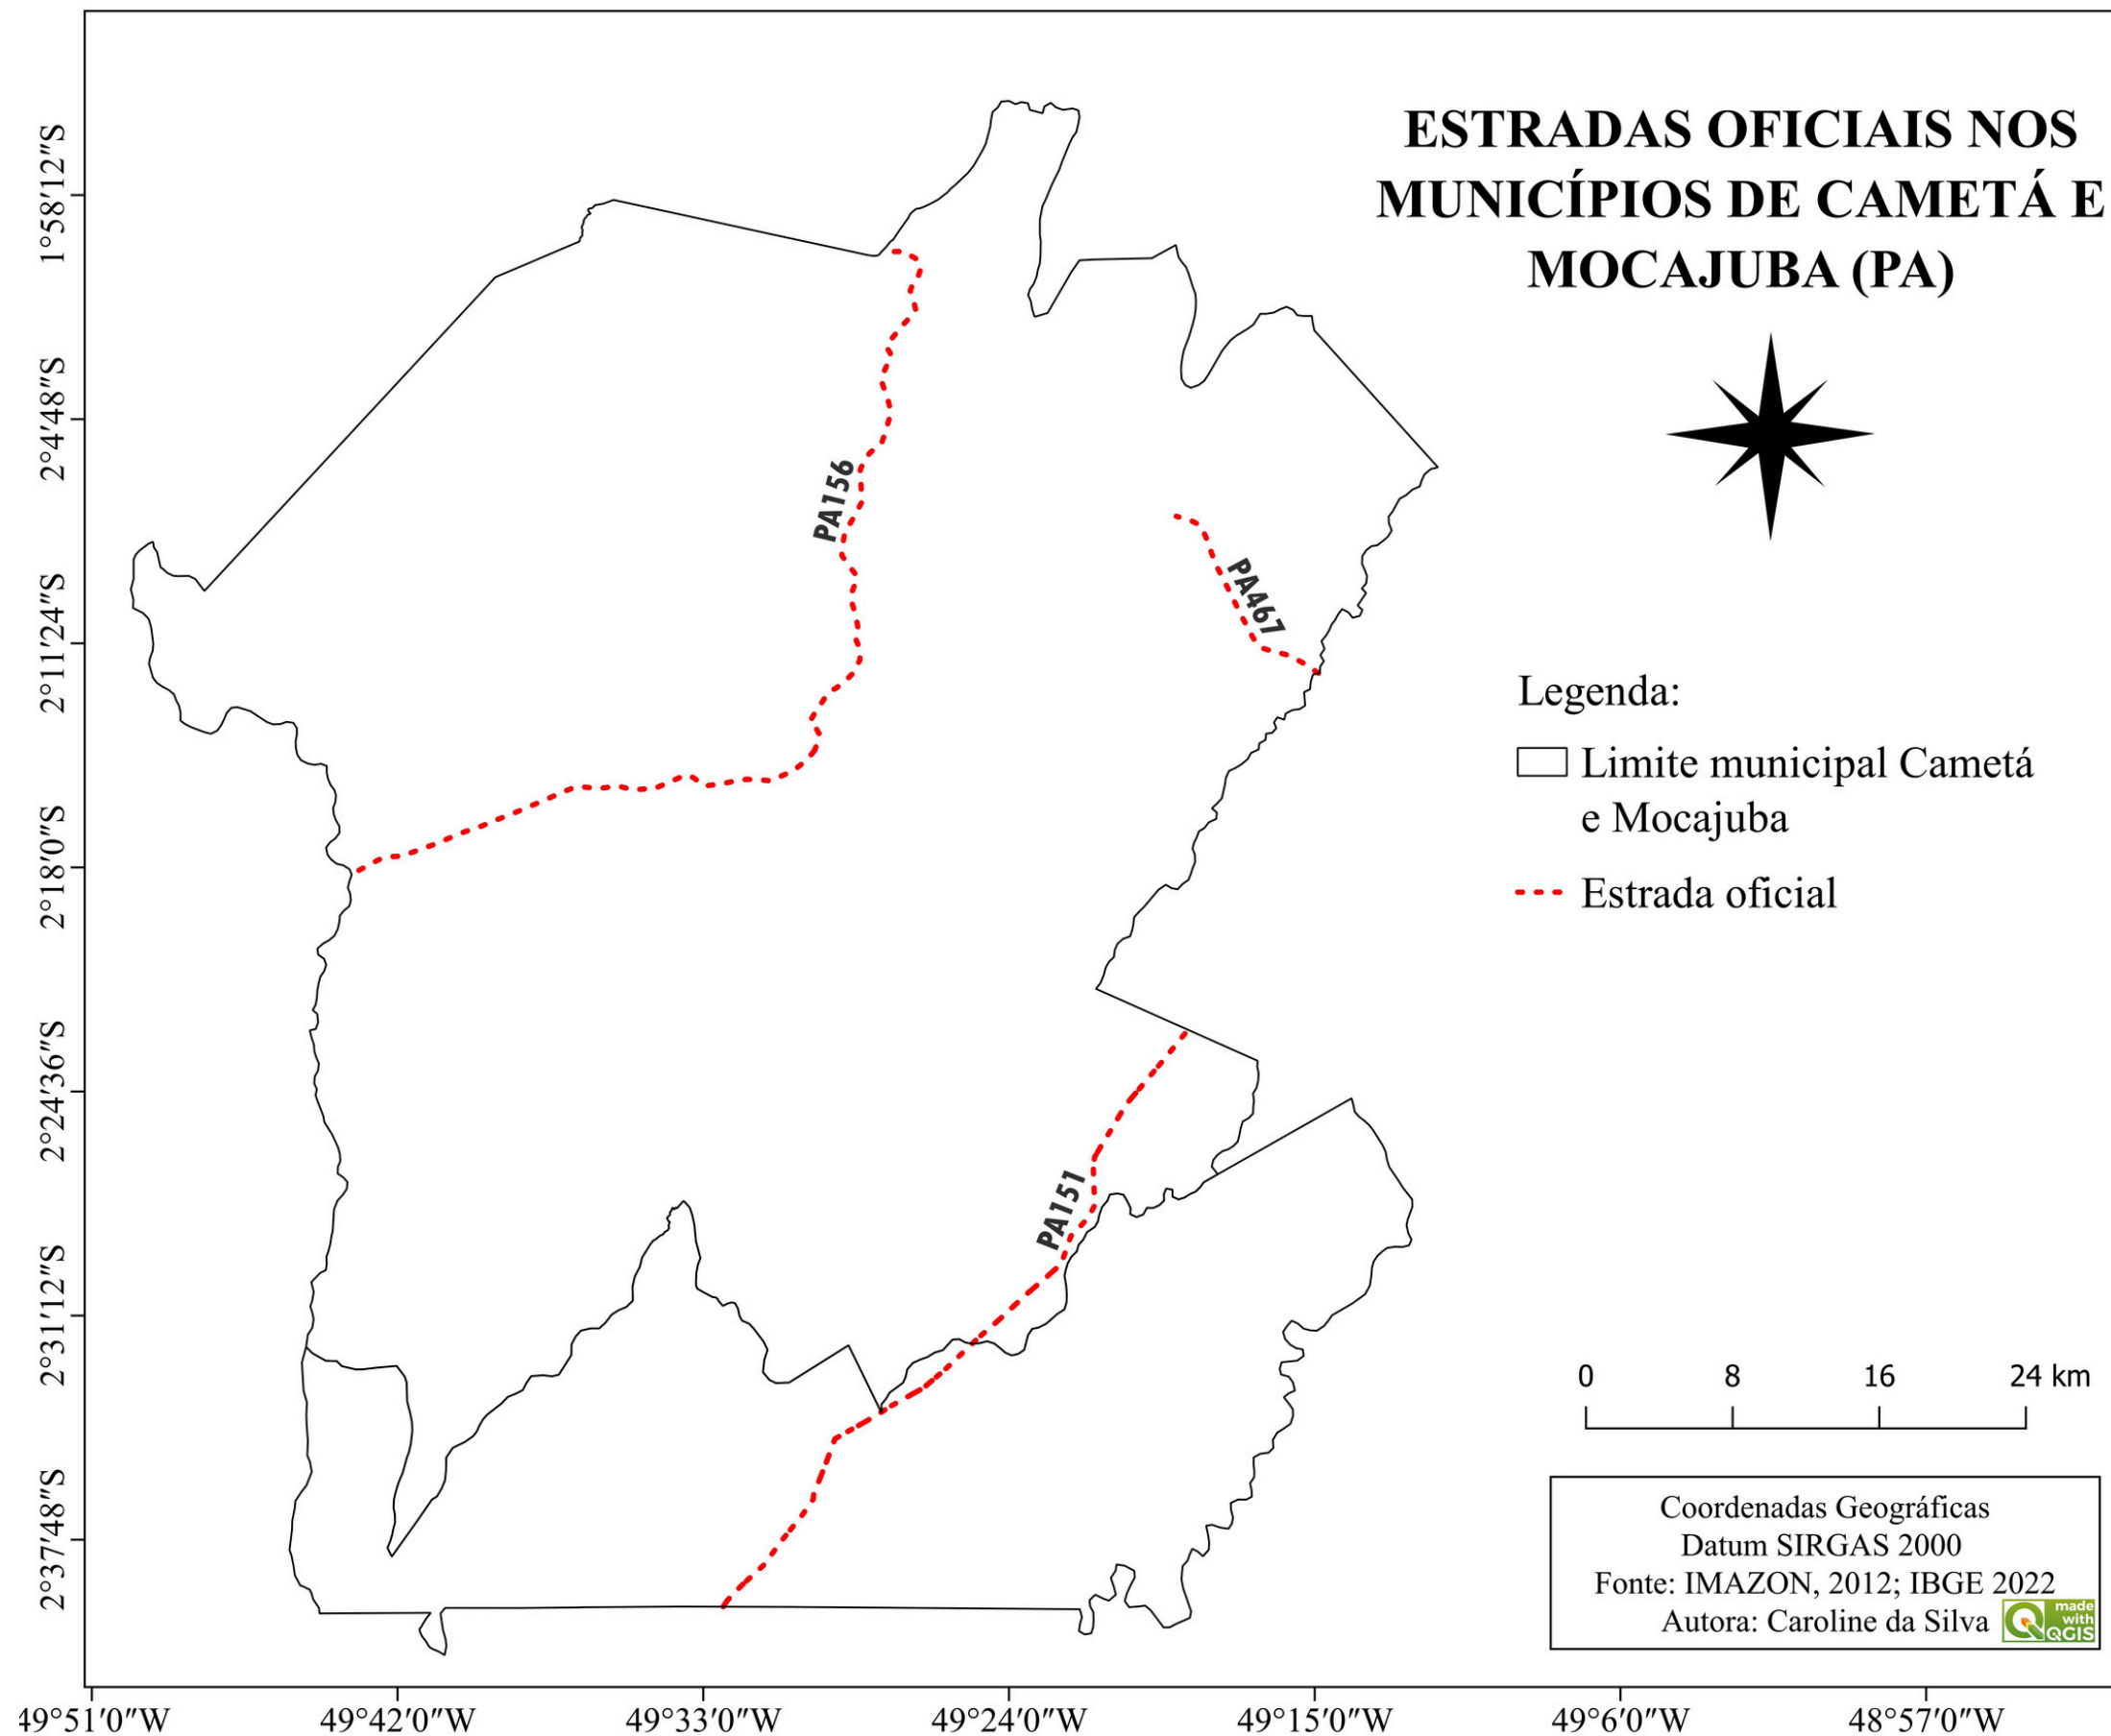 ESTRADAS OFICIAIS NOS
MUNICÍPIOS DE CAMETÁ E
MOCAJUBA (PA)
1°58'12"S
2°4'48"S
2°11'24"S
2°18'0"S
2°24'36"S
2°31'12"S
2°37'48"S
PA156
PA467
PA151
Legenda:
Limite municipal Cametá
e Mocajuba
Estrada oficial
0 8 16 24 km
Coordenadas Geográficas
Datum SIRGAS 2000
Fonte: IMAZON, 2012; IBGE 2022
Autora: Caroline da Silva
made
with
QGIS
49°51'0"W 49°42'0"W 49°33'0"W 49°24'0"W 49°15'0"W 49°6'0"W 48°57'0"W